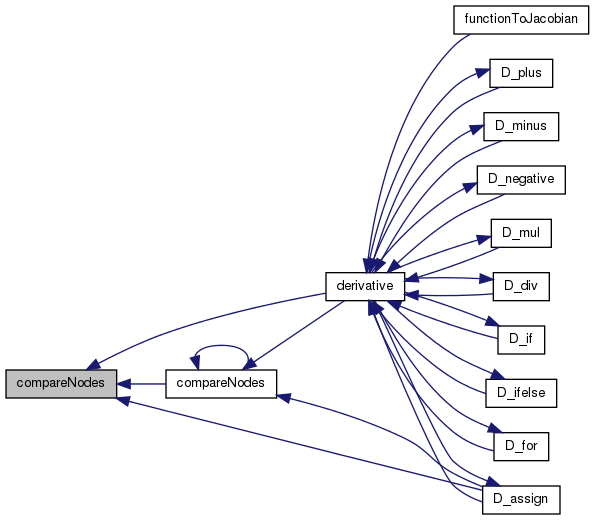 functionToJacobian
D_plus
D_minus
D_negative
D_mul
derivative
D_div
D_if
compareNodes
compareNodes
D_ifelse
D_for
D_assign